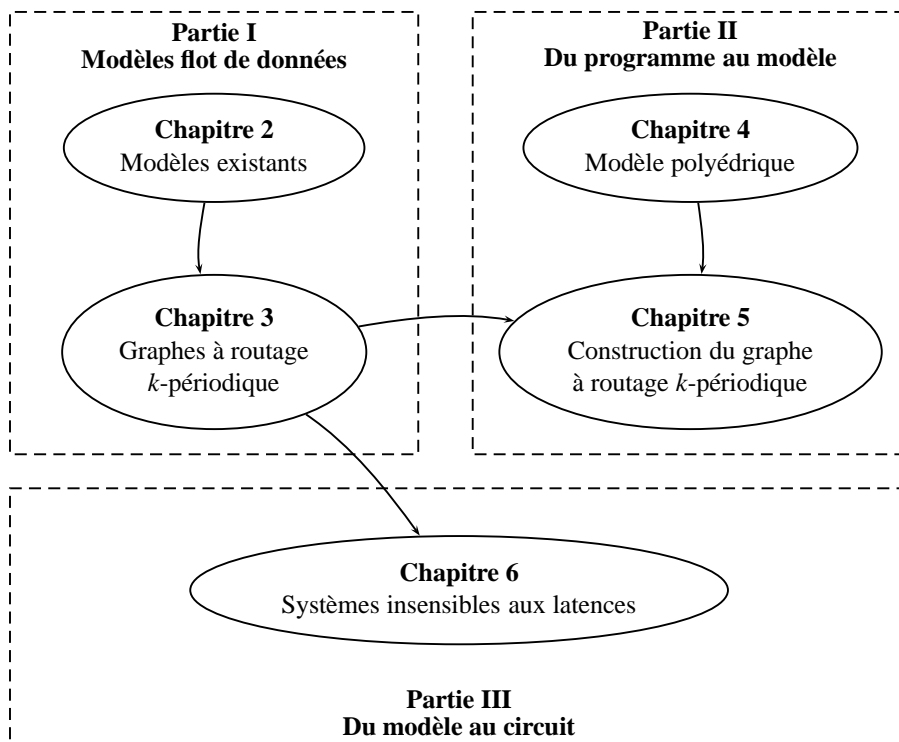 Partie I
Modèles flot de données
Chapitre 2
Modèles existants
Chapitre 3
Graphes à routage
k-périodique
Partie II
Du programme au modèle
Chapitre 4
Modèle polyédrique
Chapitre 5
Construction du graphe
à routage k-périodique
Chapitre 6
Systèmes insensibles aux latences
Partie III
Du modèle au circuit